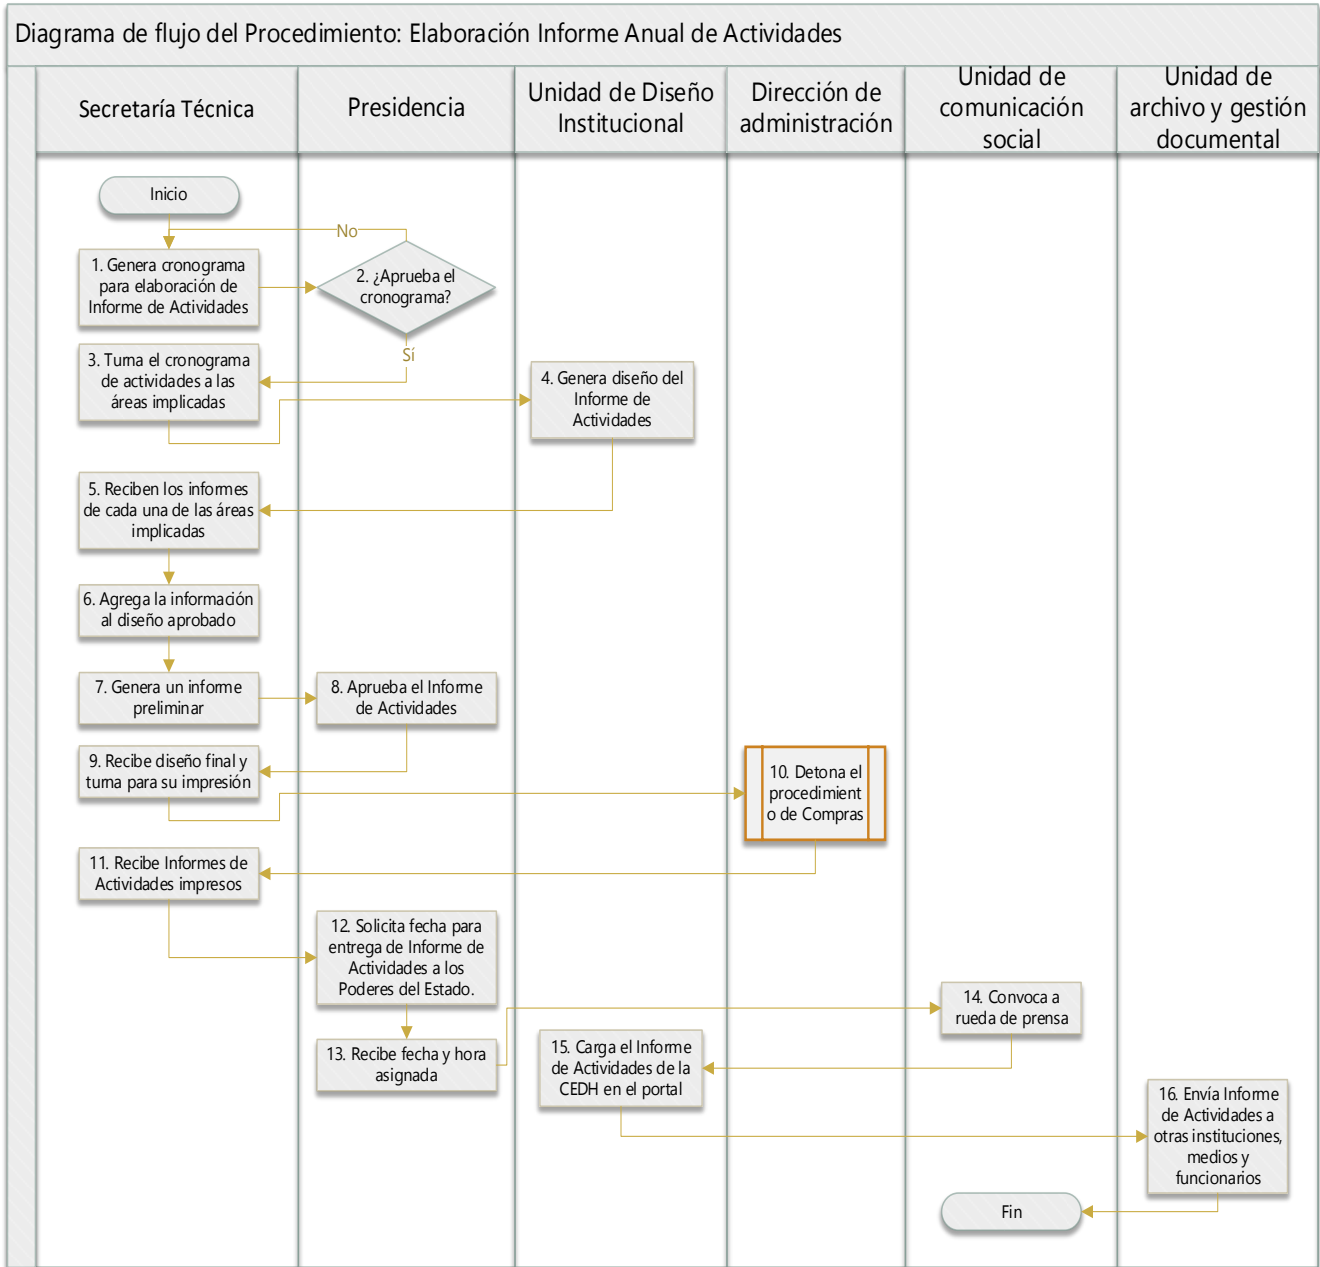 Diagrama de flujo del Procedimiento: Elaboración Informe Anual de Actividades
Secretaría Técnica
Presidencia
Unidad de Diseño
Institucional
Dirección de
administración
Unidad de
comunicación
social
Unidad de
archivo y gestión
documental
Inicio
No
1. Genera cronograma
para elaboración de
Informe de Actividades
2. ¿Aprueba el
cronograma?
Sí
3. Turna el cronograma
de actividades a las
áreas implicadas
4. Genera diseño del
Informe de
Actividades
5. Reciben los informes
de cada una de las áreas
implicadas
6. Agrega la información
al diseño aprobado
7. Genera un informe
preliminar
8. Aprueba el Informe
de Actividades
9. Recibe diseño final y
turna para su impresión
10. Detona el
procedimient
o de Compras
11. Recibe Informes de
Actividades impresos
12. Solicita fecha para
entrega de Informe de
Actividades a los
Poderes del Estado.
13. Recibe fecha y hora
asignada
14. Convoca a
rueda de prensa
15. Carga el Informe
de Actividades de la
CEDH en el portal
16. Envía Informe
de Actividades a
otras instituciones,
medios y
funcionarios
Fin